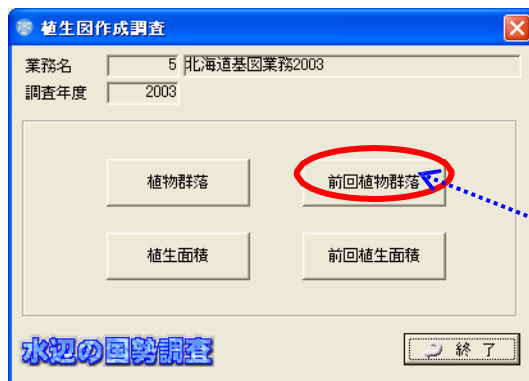 植生図作成調査
業務名 5 北海道基図業務2003
調査年度 2003
植物群落 前回植物群落
植生面積 前回植生面積
水辺の国勢調査 終 了